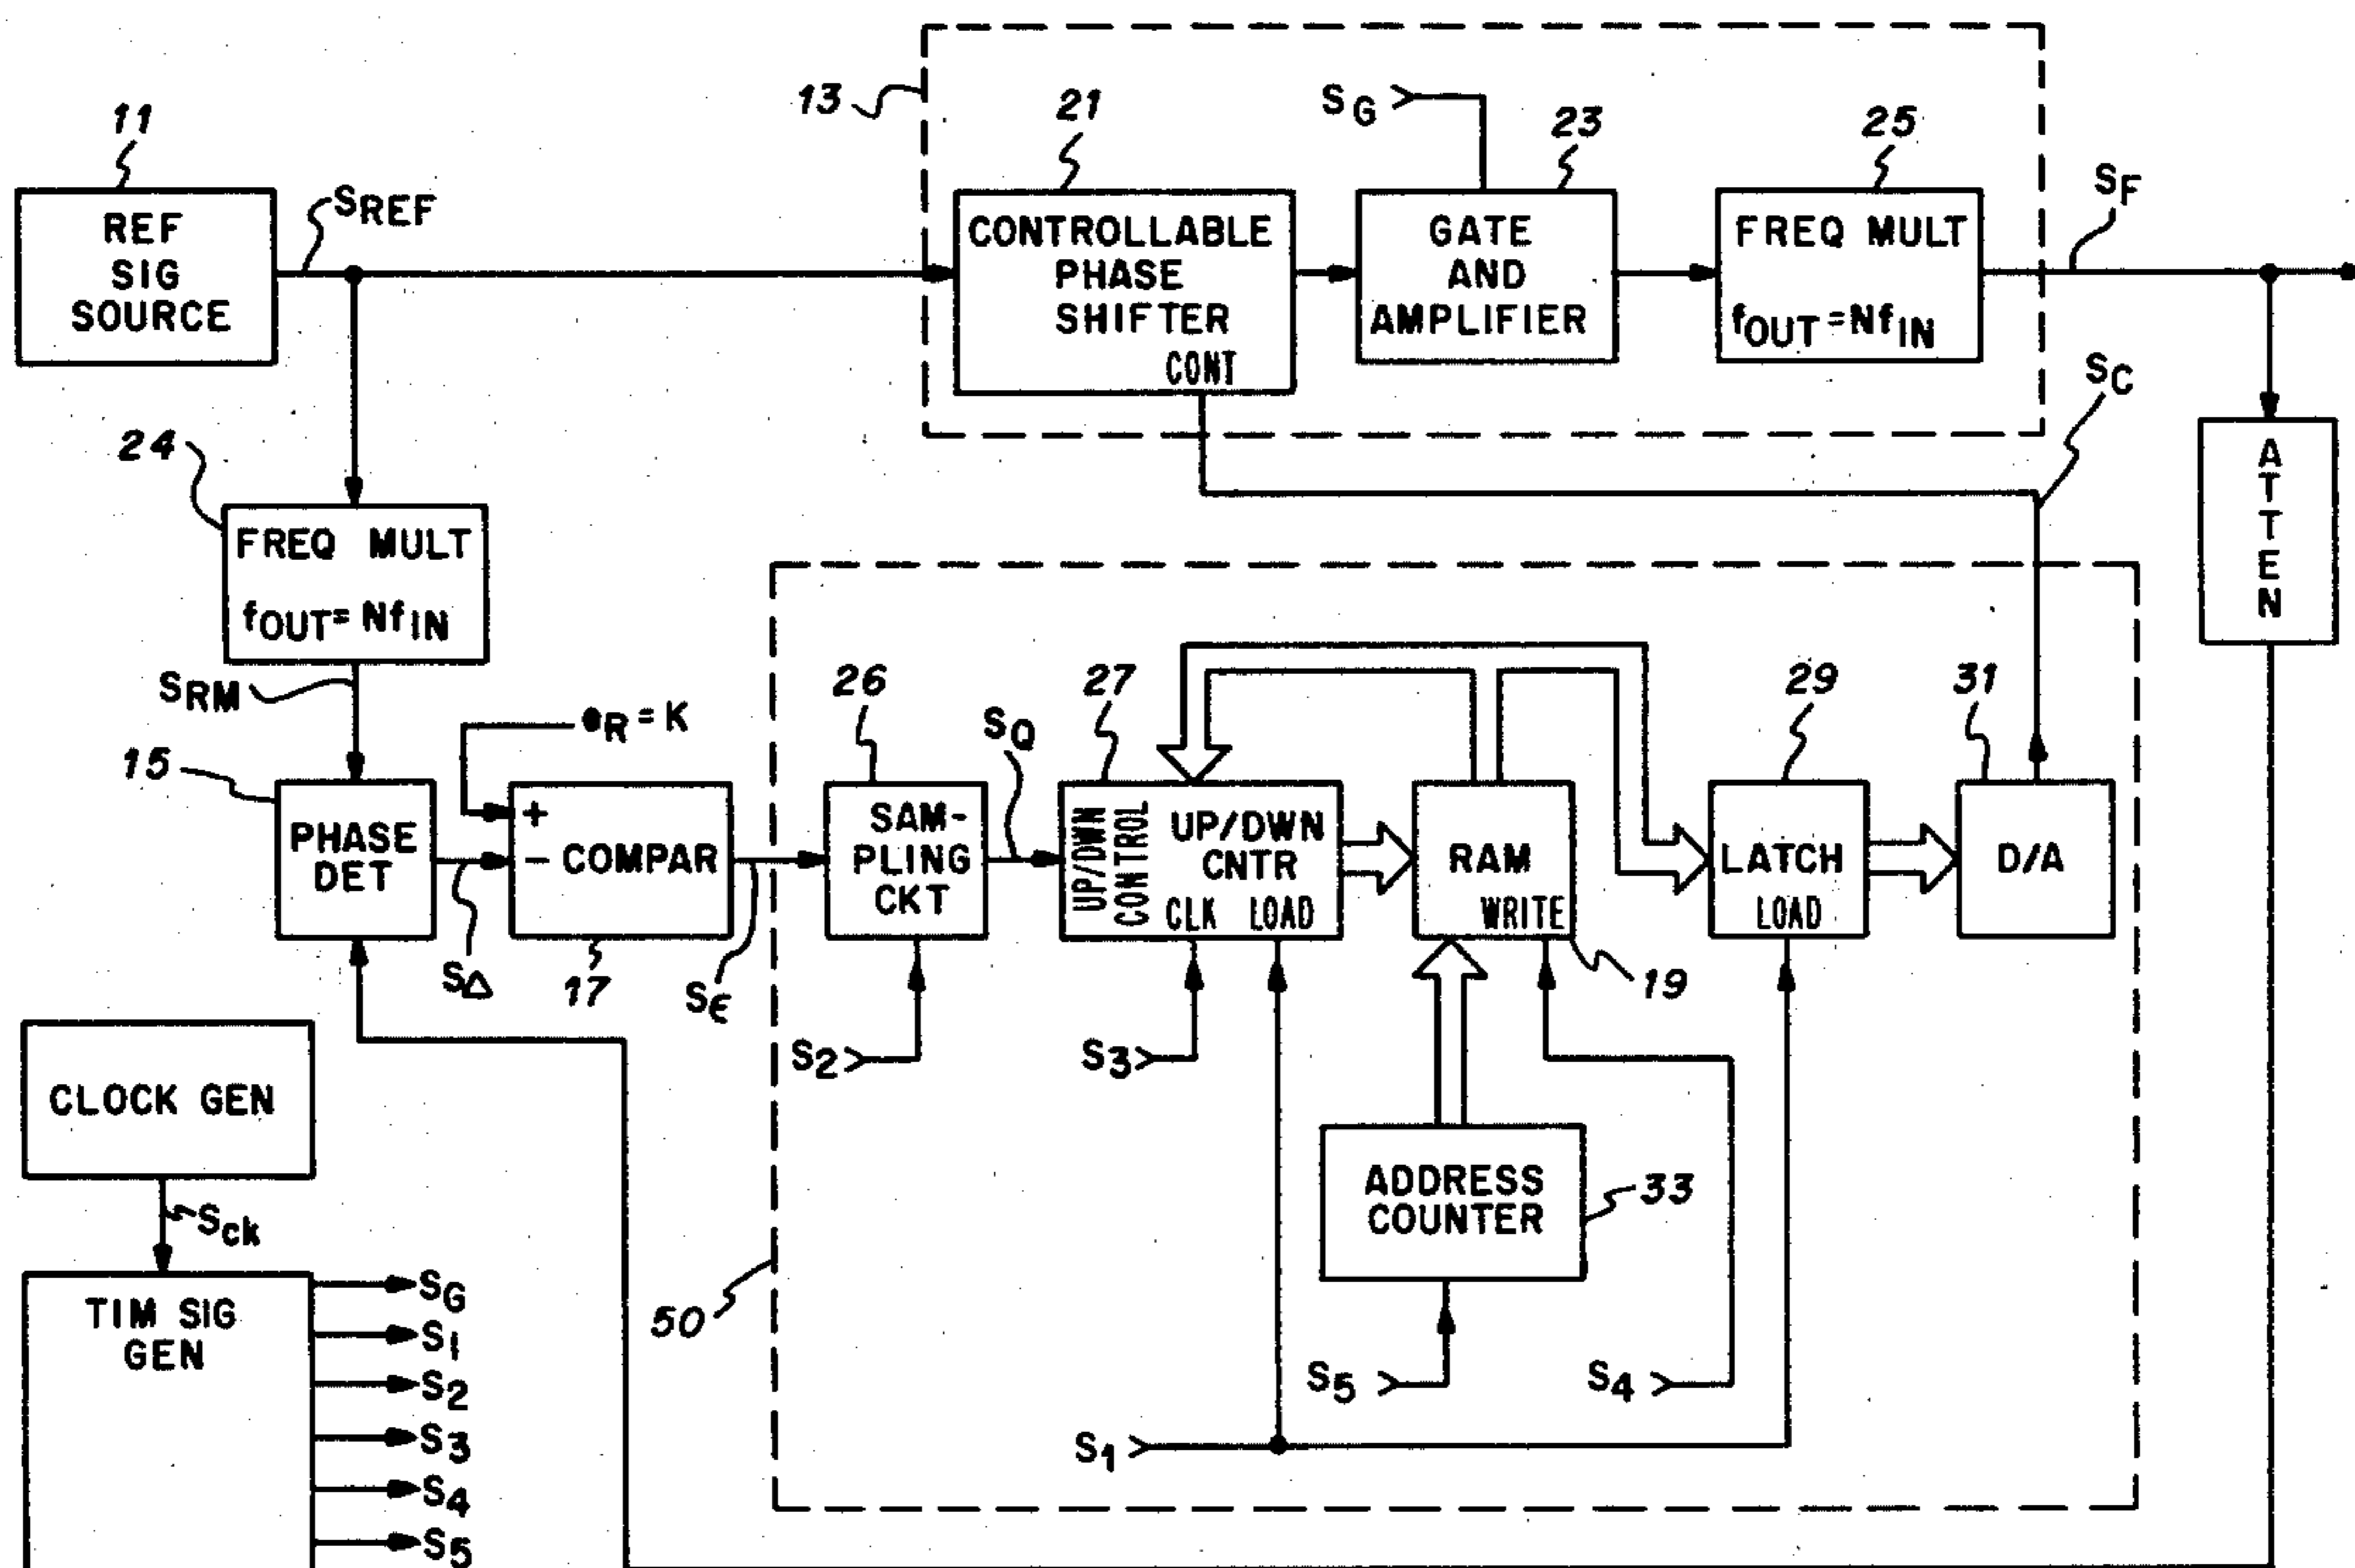 11
REF
SIG
SOURCE
SREF
13
21
CONTROLLABLE
PHASE
SHIFTER
CONT
SG
23
GATE
AND
AMPLIFIER
25
FREQ MULT
fOUT=NfIN
SF
SC
ATTEN
24
FREQ MULT
fOUT=NfIN
SRM
15
PHASE
DET
SΔ
eR=K
+
- COMPAR
17
Sϵ
26
SAM-
PLING
CKT
S2
SQ
27
UP/DWN
CONTROL
UP/DWN
CNTR
CLK LOAD
S3
RAM
WRITE
19
29
LATCH
LOAD
31
D/A
ADDRESS
COUNTER
33
S5
S4
S1
50
CLOCK GEN
Sck
TIM SIG
GEN
SG
S1
S2
S3
S4
S5